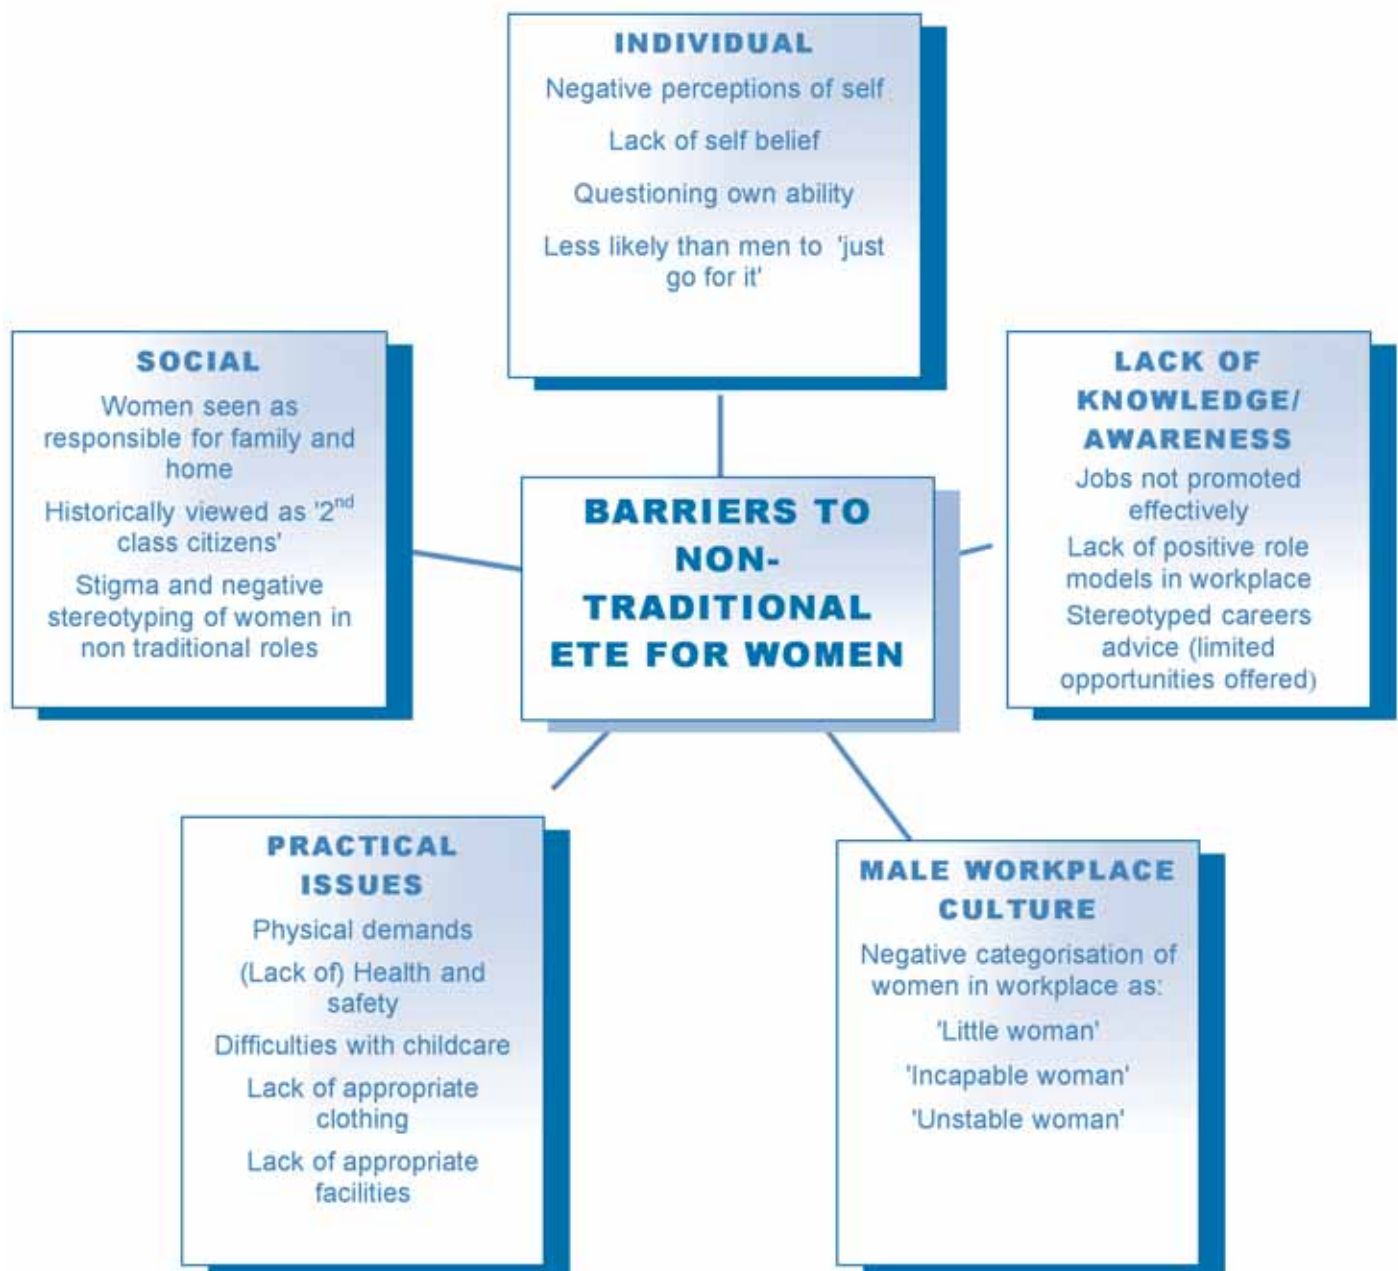 INDIVIDUAL
Negative perceptions of self
Lack of self belief
Questioning own ability
Less likely than men to 'just
go for it'
SOCIAL
Women seen as
responsible for family and
home
Historically viewed as '2nd
class citizens'
Stigma and negative
stereotyping of women in
non traditional roles
LACK OF
KNOWLEDGE/
AWARENESS
Jobs not promoted
effectively
Lack of positive role
models in workplace
Stereotyped careers
advice (limited
opportunities offered)
BARRIERS TO
NON-
TRADITIONAL
ETE FOR WOMEN
PRACTICAL
ISSUES
Physical demands
(Lack of) Health and
safety
Difficulties with childcare
Lack of appropriate
clothing
Lack of appropriate
facilities
MALE WORKPLACE
CULTURE
Negative categorisation of
women in workplace as:
'Little woman'
'Incapable woman'
'Unstable woman'